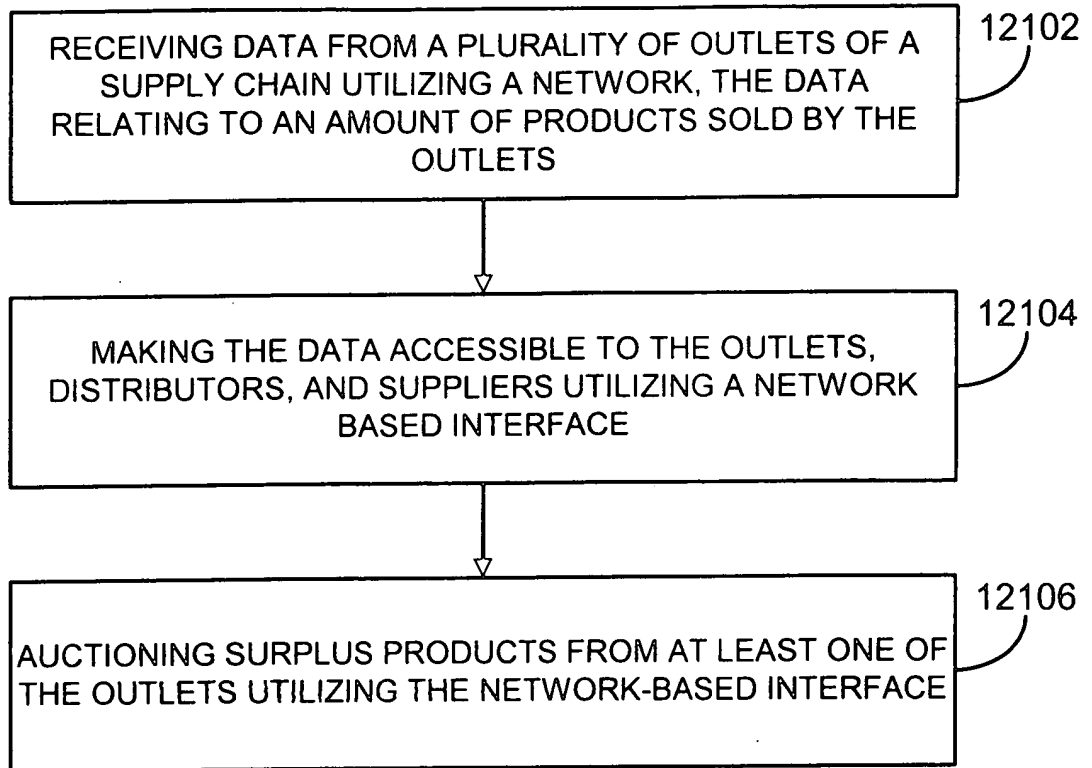 RECEIVING DATA FROM A PLURALITY OF OUTLETS OF A
SUPPLY CHAIN UTILIZING A NETWORK, THE DATA
RELATING TO AN AMOUNT OF PRODUCTS SOLD BY THE
OUTLETS
12102
MAKING THE DATA ACCESSIBLE TO THE OUTLETS,
DISTRIBUTORS, AND SUPPLIERS UTILIZING A NETWORK
BASED INTERFACE
12104
AUCTIONING SURPLUS PRODUCTS FROM AT LEAST ONE OF
THE OUTLETS UTILIZING THE NETWORK-BASED INTERFACE
12106